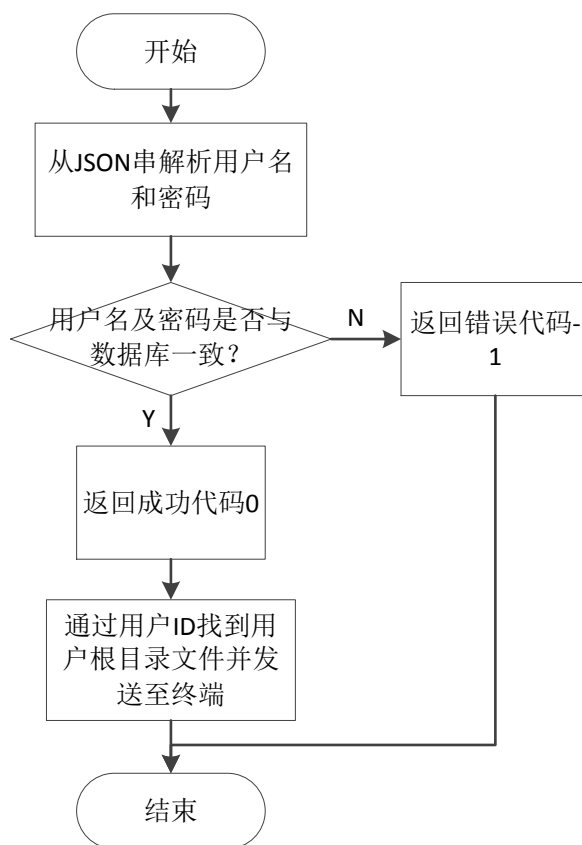 开始
从JSON串解析用户名
和密码
用户名及密码是否与
数据库一致?
N
返回错误代码-
1
Y
返回成功代码0
通过用户ID找到用
户根目录文件并发
送至终端
结束